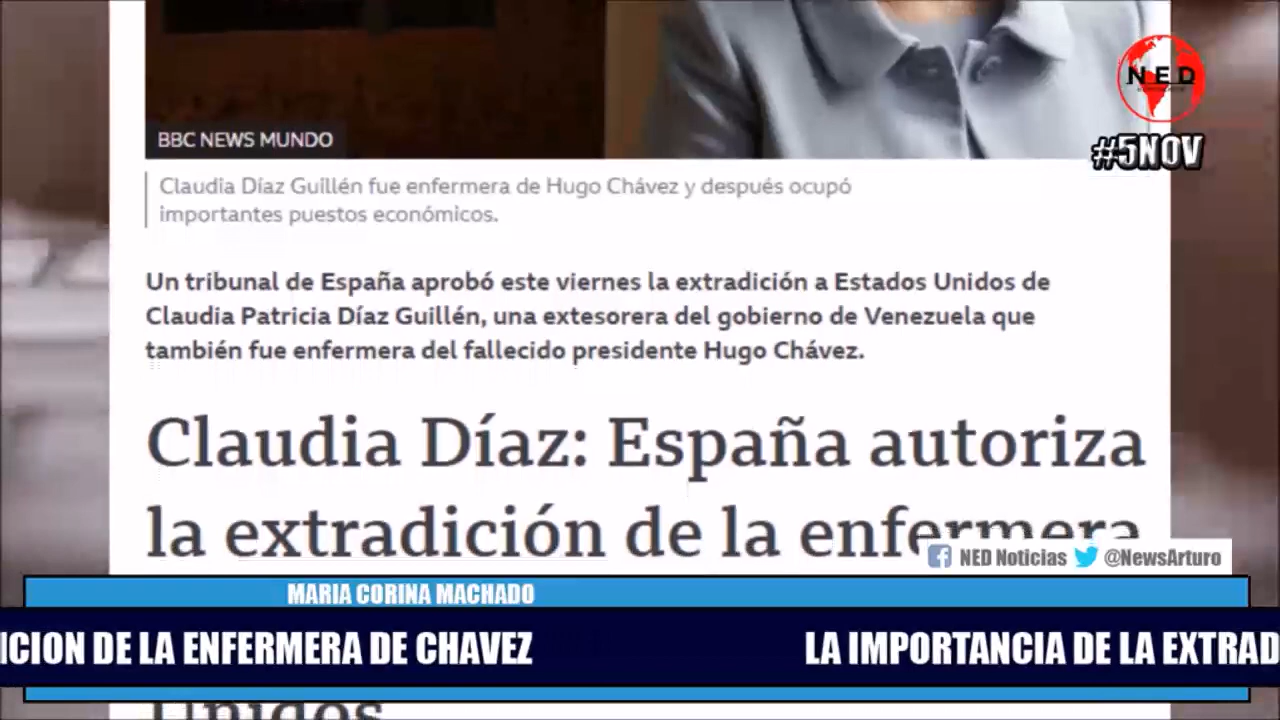 NED
#5NOV
BBC NEWS MUNDO
Claudia Díaz Guillén fue enfermera de Hugo Chávez y después ocupó
importantes puestos económicos.
Un tribunal de España aprobó este viernes la extradición a Estados Unidos de
Claudia Patricia Díaz Guillén, una extesorera del gobierno de Venezuela que
también fue enfermera del fallecido presidente Hugo Chávez.
Claudia Díaz: España autoriza
la extradición de la enfermera
NED Noticias @NewsArturo
MARIA CORINA MACHADO
ICION DE LA ENFERMERA DE CHAVEZ LA IMPORTANCIA DE LA EXTRAD
Unidos